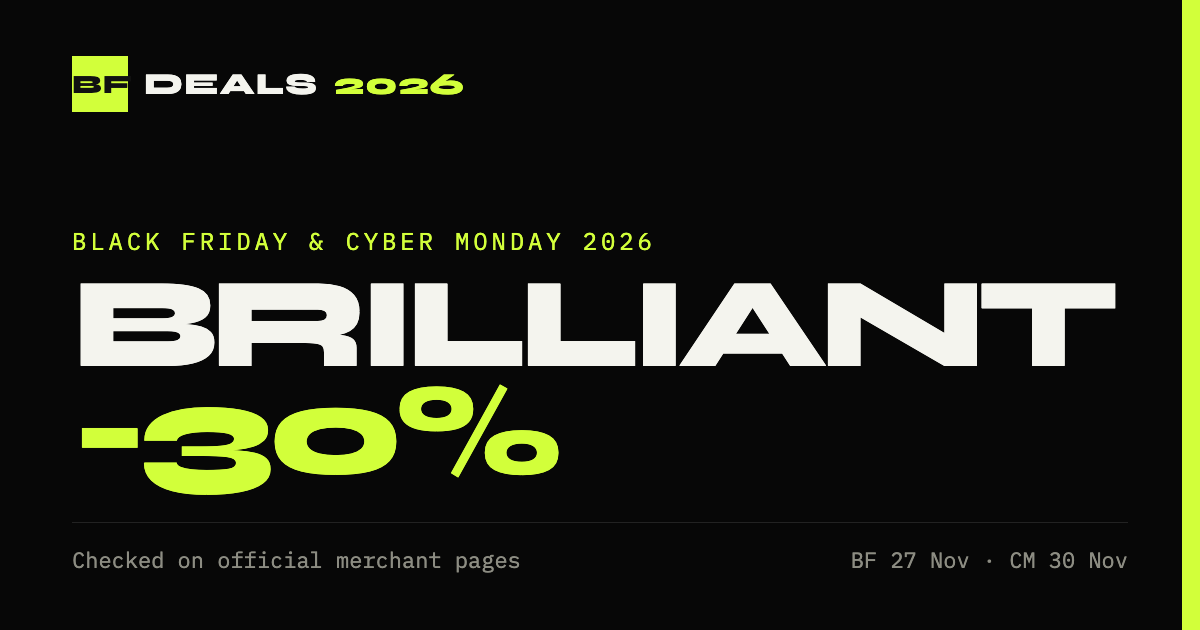 BF DEALS 2026
BLACK FRIDAY & CYBER MONDAY 2026
BRILLIANT
-30%
Checked on official merchant pages
BF 27 Nov · CM 30 Nov